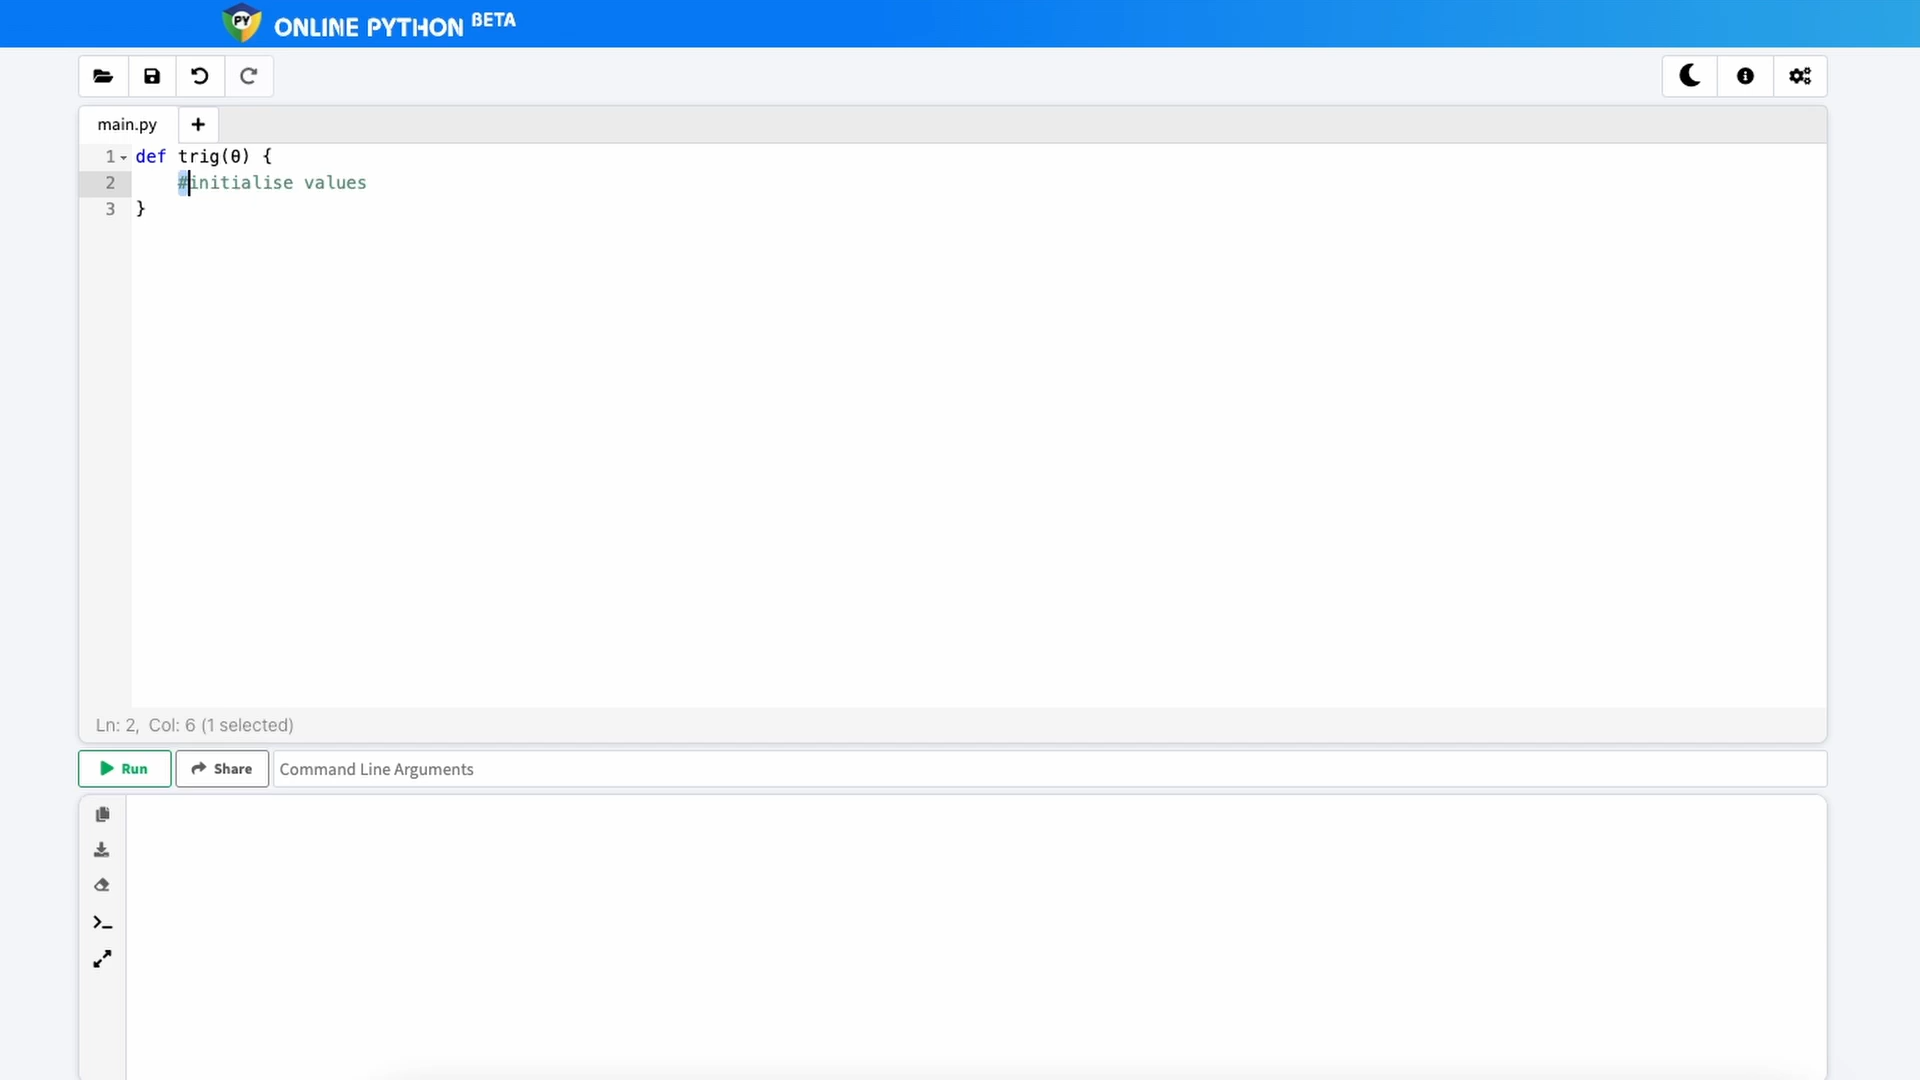 PY ONLINE PYTHON BETA
main.py +
1 def trig(θ) {
2 #initialise values
3 }
Ln: 2, Col: 6 (1 selected)
Run Share Command Line Arguments